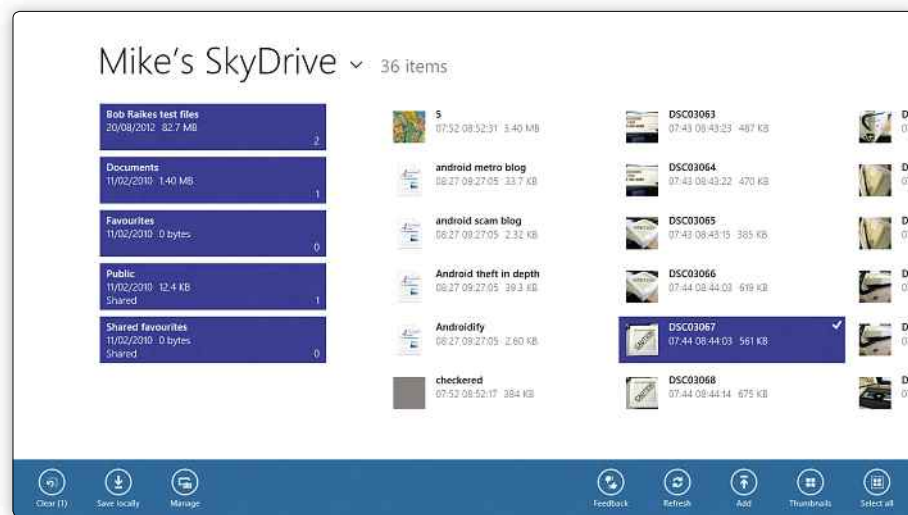 Mike's SkyDrive 36 items
Bob Raikes test files
20/08/2012 82.7 MB
2
Documents
11/02/2010 1.40 MB
1
Favourites
11/02/2010 0 bytes
0
Public
11/02/2010 12.4 KB
Shared 1
Shared favourites
11/02/2010 0 bytes
Shared 0
5
07:52 08:52:31 3.40 MB
android metro blog
08:27 09:27:05 33.7 KB
android scam blog
08:27 09:27:05 2.32 KB
Android theft in depth
08:27 09:27:05 39.3 KB
Androidify
08:27 09:27:05 2.60 KB
checkered
07:52 08:52:17 384 KB
DSC03063
07:43 08:43:23 487 KB
DSC03064
07:43 08:43:22 470 KB
DSC03065
07:43 08:43:15 385 KB
DSC03066
07:44 08:44:03 619 KB
DSC03067
07:44 08:44:03 561 KB
DSC03068
07:44 08:44:14 675 KB
Clear (1) Save locally Manage Feedback Refresh Add Thumbnails Select all